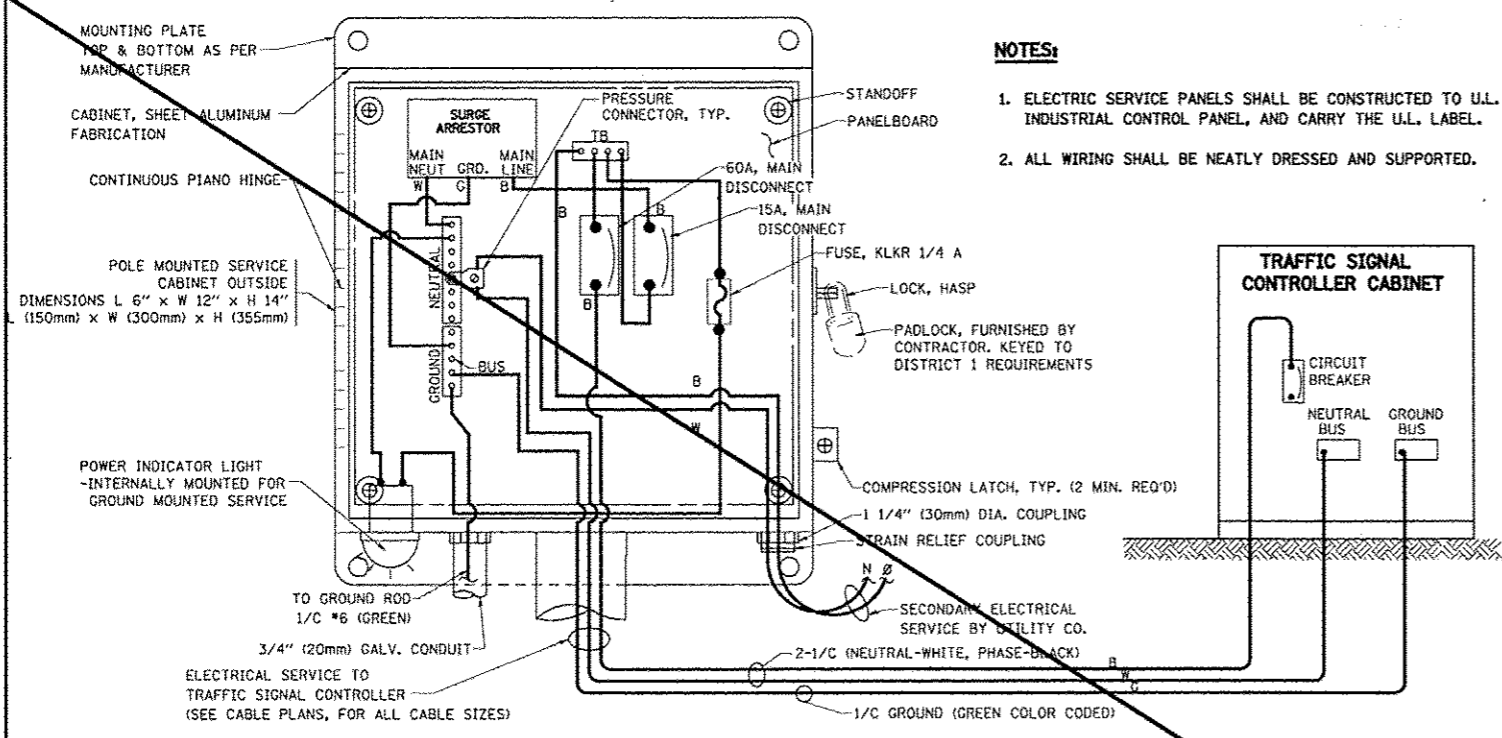 MOUNTING PLATE
TOP & BOTTOM AS PER
MANUFACTURER
CABINET, SHEET ALUMINUM
FABRICATION
CONTINUOUS PIANO HINGE
POLE MOUNTED SERVICE
CABINET OUTSIDE
DIMENSIONS L 6" x W 12" x H 14"
L (150mm) x W (300mm) x H (355mm)
POWER INDICATOR LIGHT
-INTERNALLY MOUNTED FOR
GROUND MOUNTED SERVICE
TO GROUND ROD
1/C #6 (GREEN)
3/4" (20mm) GALV. CONDUIT
ELECTRICAL SERVICE TO
TRAFFIC SIGNAL CONTROLLER
(SEE CABLE PLANS, FOR ALL CABLE SIZES)
SURGE
ARRESTOR
MAIN
NEUT
GRD.
MAIN
LINE
W
G
B
PRESSURE
CONNECTOR, TYP.
TB
60A, MAIN
DISCONNECT
15A, MAIN
DISCONNECT
B
B
B
NEUTRAL
GROUND
BUS
B
W
STANDOFF
PANELBOARD
FUSE, KLKR 1/4 A
LOCK, HASP
PADLOCK, FURNISHED BY
CONTRACTOR. KEYED TO
DISTRICT 1 REQUIREMENTS
COMPRESSION LATCH, TYP. (2 MIN. REQ'D)
1 1/4" (30mm) DIA. COUPLING
STRAIN RELIEF COUPLING
N Ø
SECONDARY ELECTRICAL
SERVICE BY UTILITY CO.
2-1/C (NEUTRAL-WHITE, PHASE-BLACK)
B
W
G
1/C GROUND (GREEN COLOR CODED)
NOTES:
1. ELECTRIC SERVICE PANELS SHALL BE CONSTRUCTED TO U.L.
INDUSTRIAL CONTROL PANEL, AND CARRY THE U.L. LABEL.
2. ALL WIRING SHALL BE NEATLY DRESSED AND SUPPORTED.
TRAFFIC SIGNAL
CONTROLLER CABINET
CIRCUIT
BREAKER
NEUTRAL
BUS
GROUND
BUS